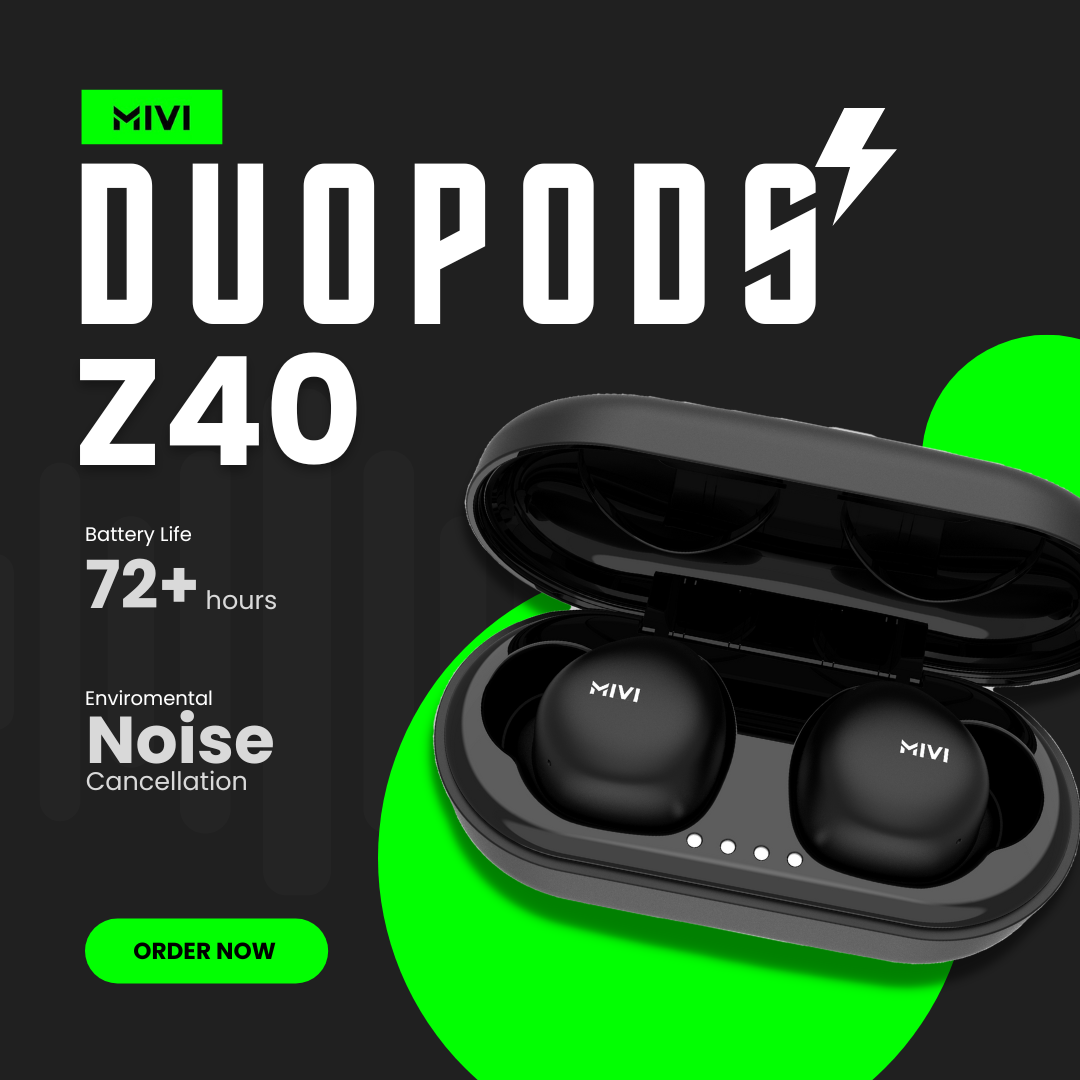 MIVI
DUOPODS
Z40
Battery Life
72+ hours
Enviromental
Noise
Cancellation
ORDER NOW
MIVI
MIVI